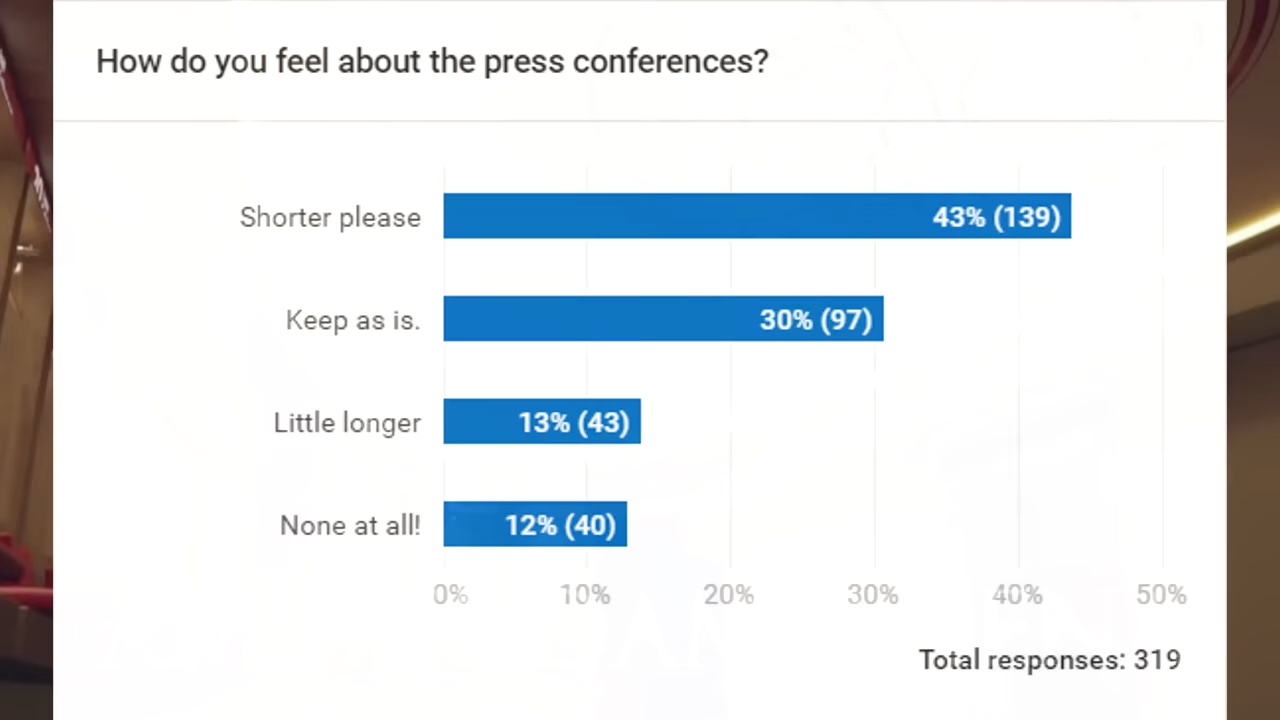 How do you feel about the press conferences?
Shorter please 43% (139)
Keep as is. 30% (97)
Little longer 13% (43)
None at all! 12% (40)
0% 10% 20% 30% 40% 50%
Total responses: 319